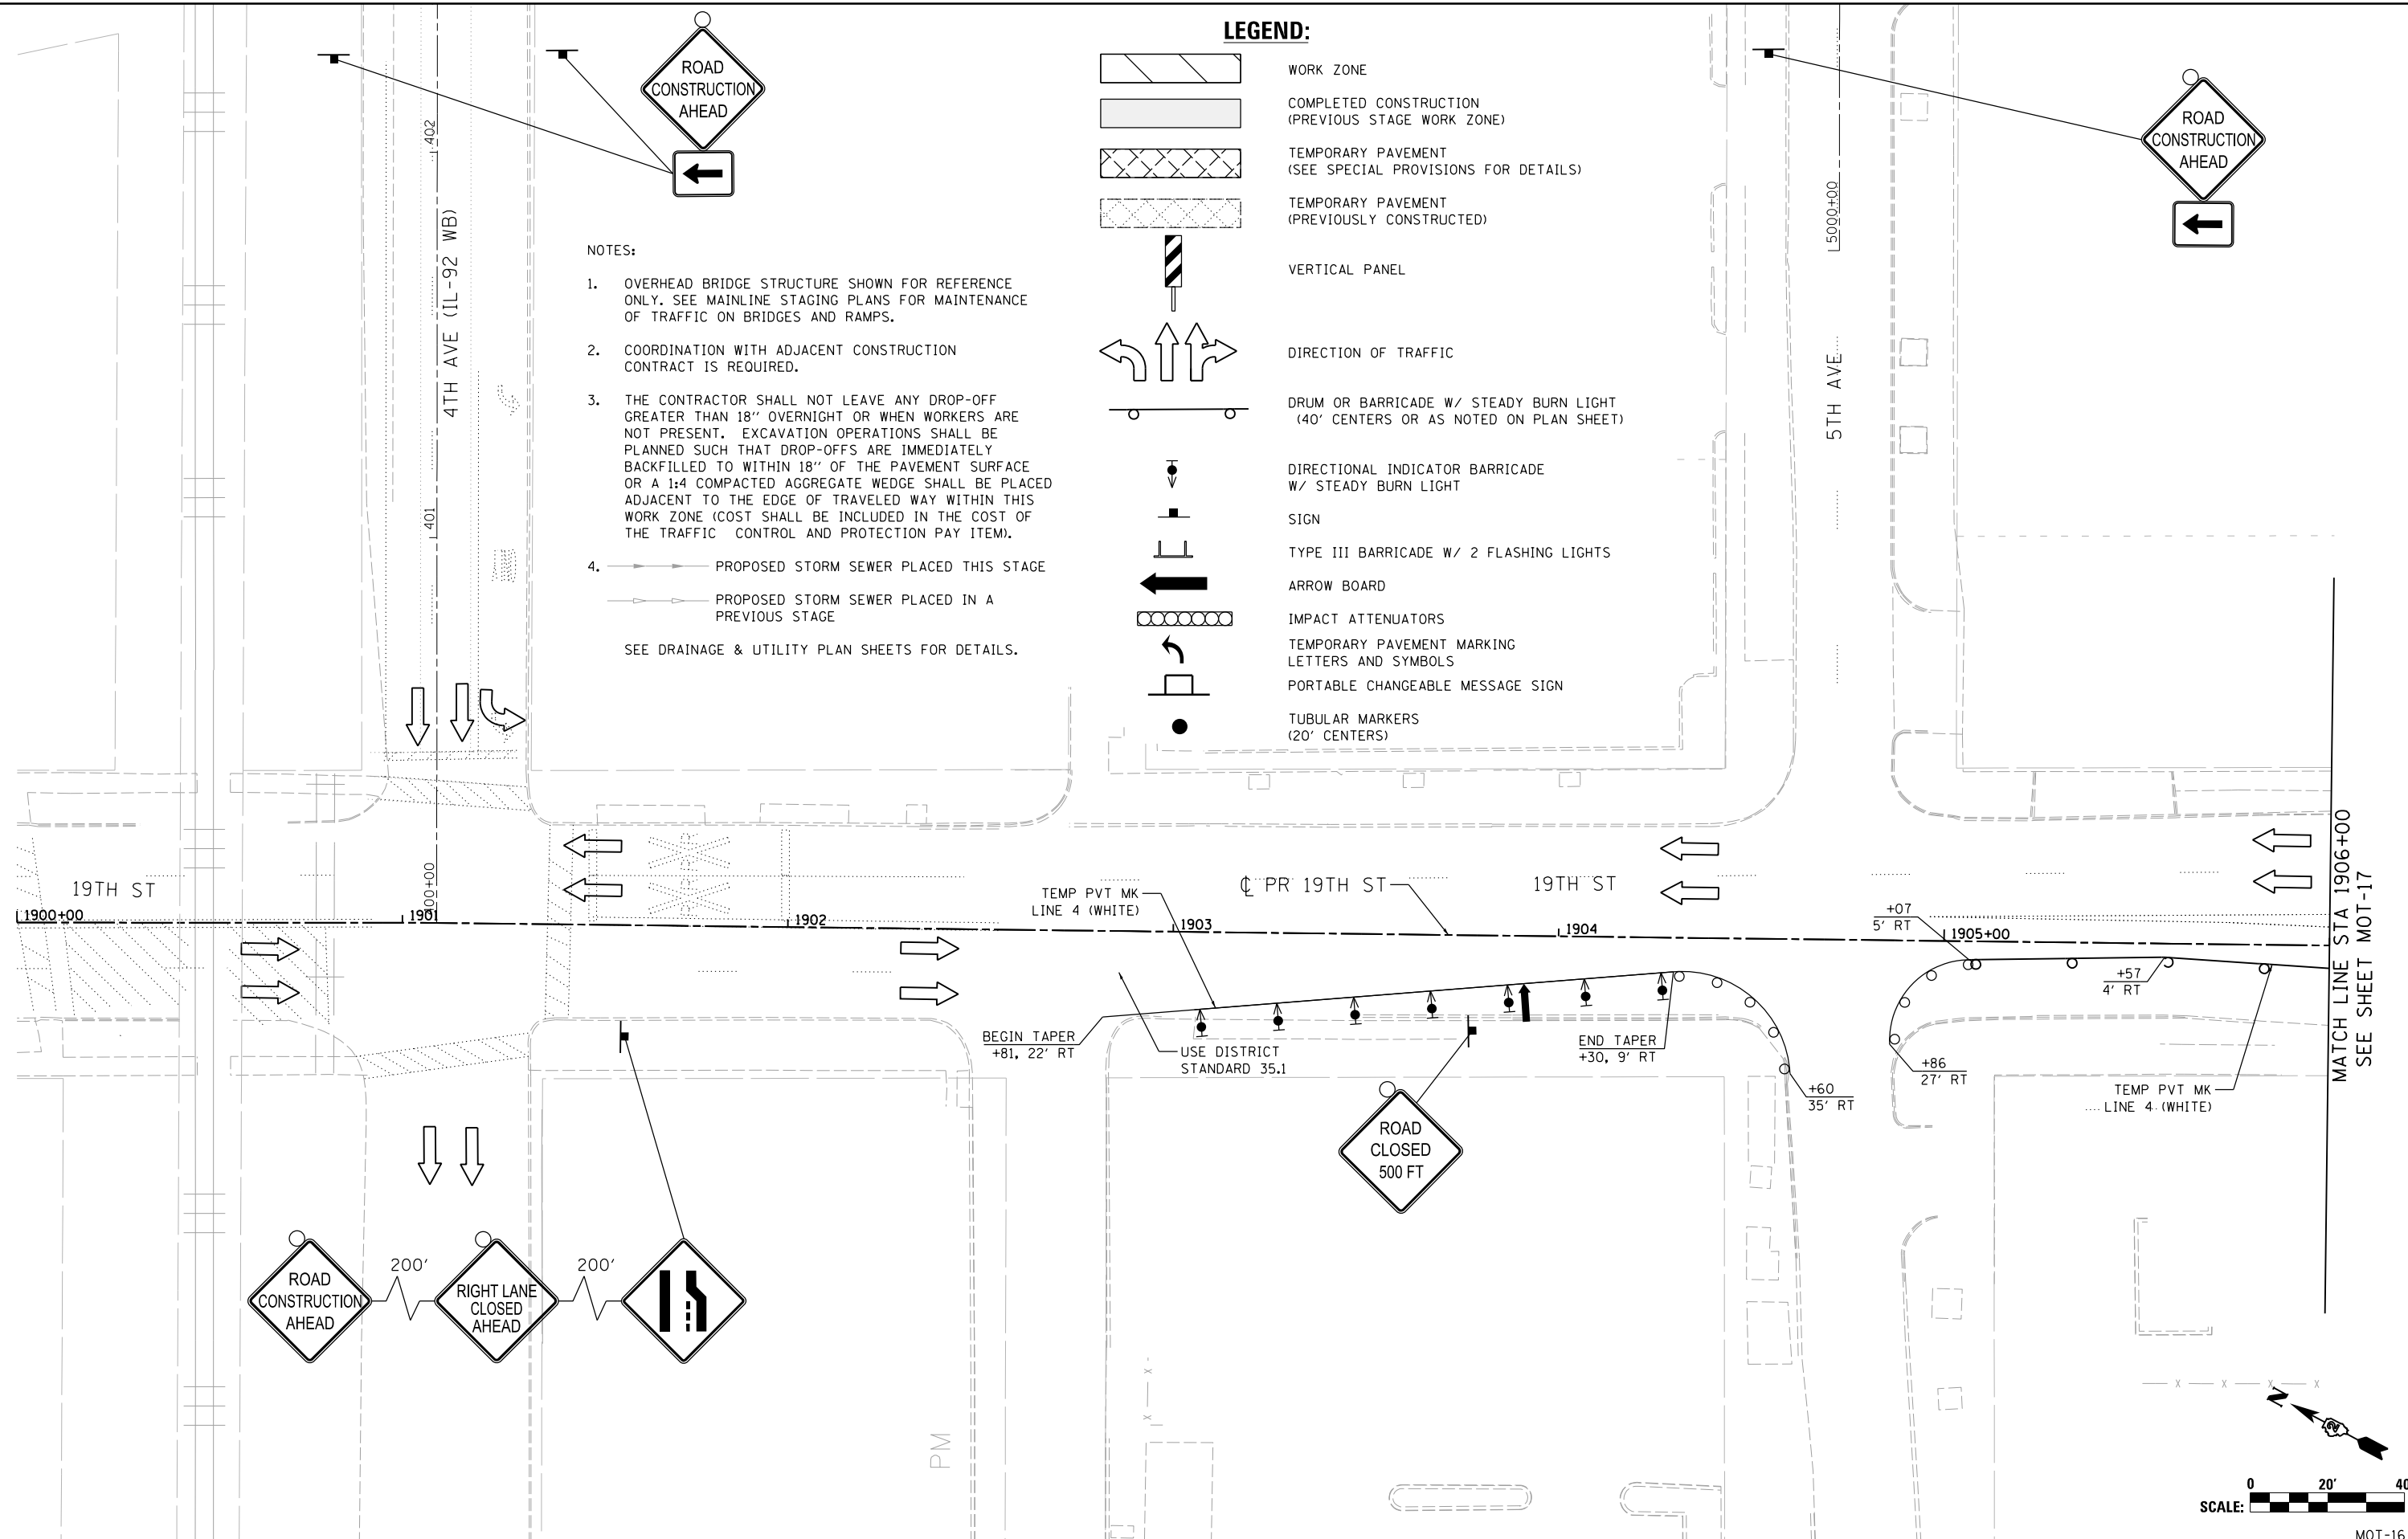 ROAD
CONSTRUCTION
AHEAD
LEGEND:
WORK ZONE
COMPLETED CONSTRUCTION
(PREVIOUS STAGE WORK ZONE)
TEMPORARY PAVEMENT
(SEE SPECIAL PROVISIONS FOR DETAILS)
TEMPORARY PAVEMENT
(PREVIOUSLY CONSTRUCTED)
VERTICAL PANEL
DIRECTION OF TRAFFIC
DRUM OR BARRICADE W/ STEADY BURN LIGHT
(40' CENTERS OR AS NOTED ON PLAN SHEET)
DIRECTIONAL INDICATOR BARRICADE
W/ STEADY BURN LIGHT
SIGN
TYPE III BARRICADE W/ 2 FLASHING LIGHTS
ARROW BOARD
IMPACT ATTENUATORS
TEMPORARY PAVEMENT MARKING
LETTERS AND SYMBOLS
PORTABLE CHANGEABLE MESSAGE SIGN
TUBULAR MARKERS
(20' CENTERS)
ROAD
CONSTRUCTION
AHEAD
402
4TH AVE (IL-92 WB)
401
400+00
5000+00
5TH AVE
NOTES:
1. OVERHEAD BRIDGE STRUCTURE SHOWN FOR REFERENCE
ONLY. SEE MAINLINE STAGING PLANS FOR MAINTENANCE
OF TRAFFIC ON BRIDGES AND RAMPS.
2. COORDINATION WITH ADJACENT CONSTRUCTION
CONTRACT IS REQUIRED.
3. THE CONTRACTOR SHALL NOT LEAVE ANY DROP-OFF
GREATER THAN 18'' OVERNIGHT OR WHEN WORKERS ARE
NOT PRESENT. EXCAVATION OPERATIONS SHALL BE
PLANNED SUCH THAT DROP-OFFS ARE IMMEDIATELY
BACKFILLED TO WITHIN 18'' OF THE PAVEMENT SURFACE
OR A 1:4 COMPACTED AGGREGATE WEDGE SHALL BE PLACED
ADJACENT TO THE EDGE OF TRAVELED WAY WITHIN THIS
WORK ZONE (COST SHALL BE INCLUDED IN THE COST OF
THE TRAFFIC CONTROL AND PROTECTION PAY ITEM).
4. PROPOSED STORM SEWER PLACED THIS STAGE
PROPOSED STORM SEWER PLACED IN A
PREVIOUS STAGE
SEE DRAINAGE & UTILITY PLAN SHEETS FOR DETAILS.
19TH ST
1900+00
1901
1902
TEMP PVT MK
LINE 4 (WHITE)
℄ PR 19TH ST
19TH ST
1903
1904
+07
5' RT
1905+00
+57
4' RT
MATCH LINE STA 1906+00
SEE SHEET MOT-17
BEGIN TAPER
+81, 22' RT
USE DISTRICT
STANDARD 35.1
END TAPER
+30, 9' RT
+60
35' RT
+86
27' RT
TEMP PVT MK
LINE 4 (WHITE)
ROAD
CLOSED
500 FT
ROAD
CONSTRUCTION
AHEAD
200'
RIGHT LANE
CLOSED
AHEAD
200'
PM
N
2
SCALE:
0 20' 40
MOT-16